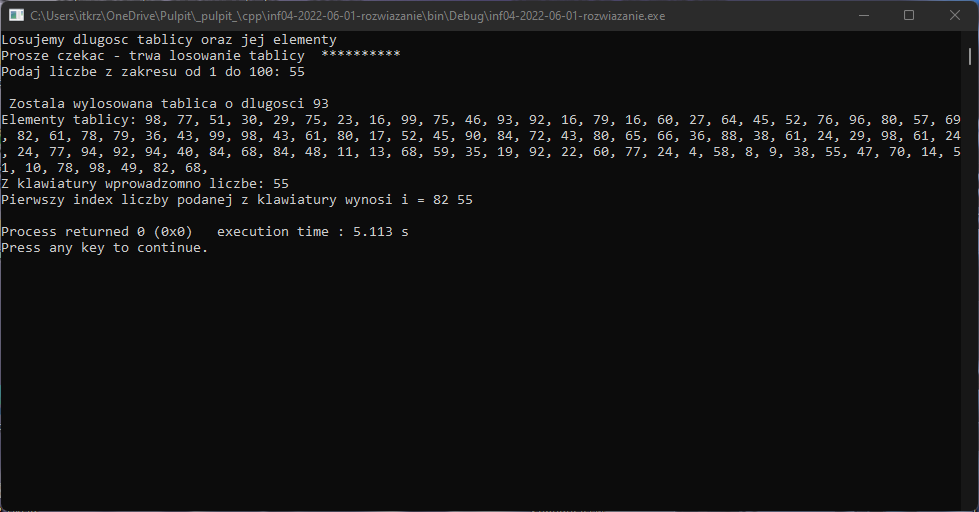 C:\Users\itkrz\OneDrive\Pulpit\_pulpit_\cpp\inf04-2022-06-01-rozwiazanie\bin\Debug\inf04-2022-06-01-rozwiazanie.exe
Losujemy dlugosc tablicy oraz jej elementy
Prosze czekac - trwa losowanie tablicy  **********
Podaj liczbe z zakresu od 1 do 100: 55
Zostala wylosowana tablica o dlugosci 93
Elementy tablicy: 98, 77, 51, 30, 29, 75, 23, 16, 99, 75, 46, 93, 92, 16, 79, 16, 60, 27, 64, 45, 52, 76, 96, 80, 57, 69
, 82, 61, 78, 79, 36, 43, 99, 98, 43, 61, 80, 17, 52, 45, 90, 84, 72, 43, 80, 65, 66, 36, 88, 38, 61, 24, 29, 98, 61, 24
, 24, 77, 94, 92, 94, 40, 84, 68, 84, 48, 11, 13, 68, 59, 35, 19, 92, 22, 60, 77, 24, 4, 58, 8, 9, 38, 55, 47, 70, 14, 5
1, 10, 78, 98, 49, 82, 68,
Z klawiatury wprowadzomno liczbe: 55
Pierwszy index liczby podanej z klawiatury wynosi i = 82 55
Process returned 0 (0x0)   execution time : 5.113 s
Press any key to continue.